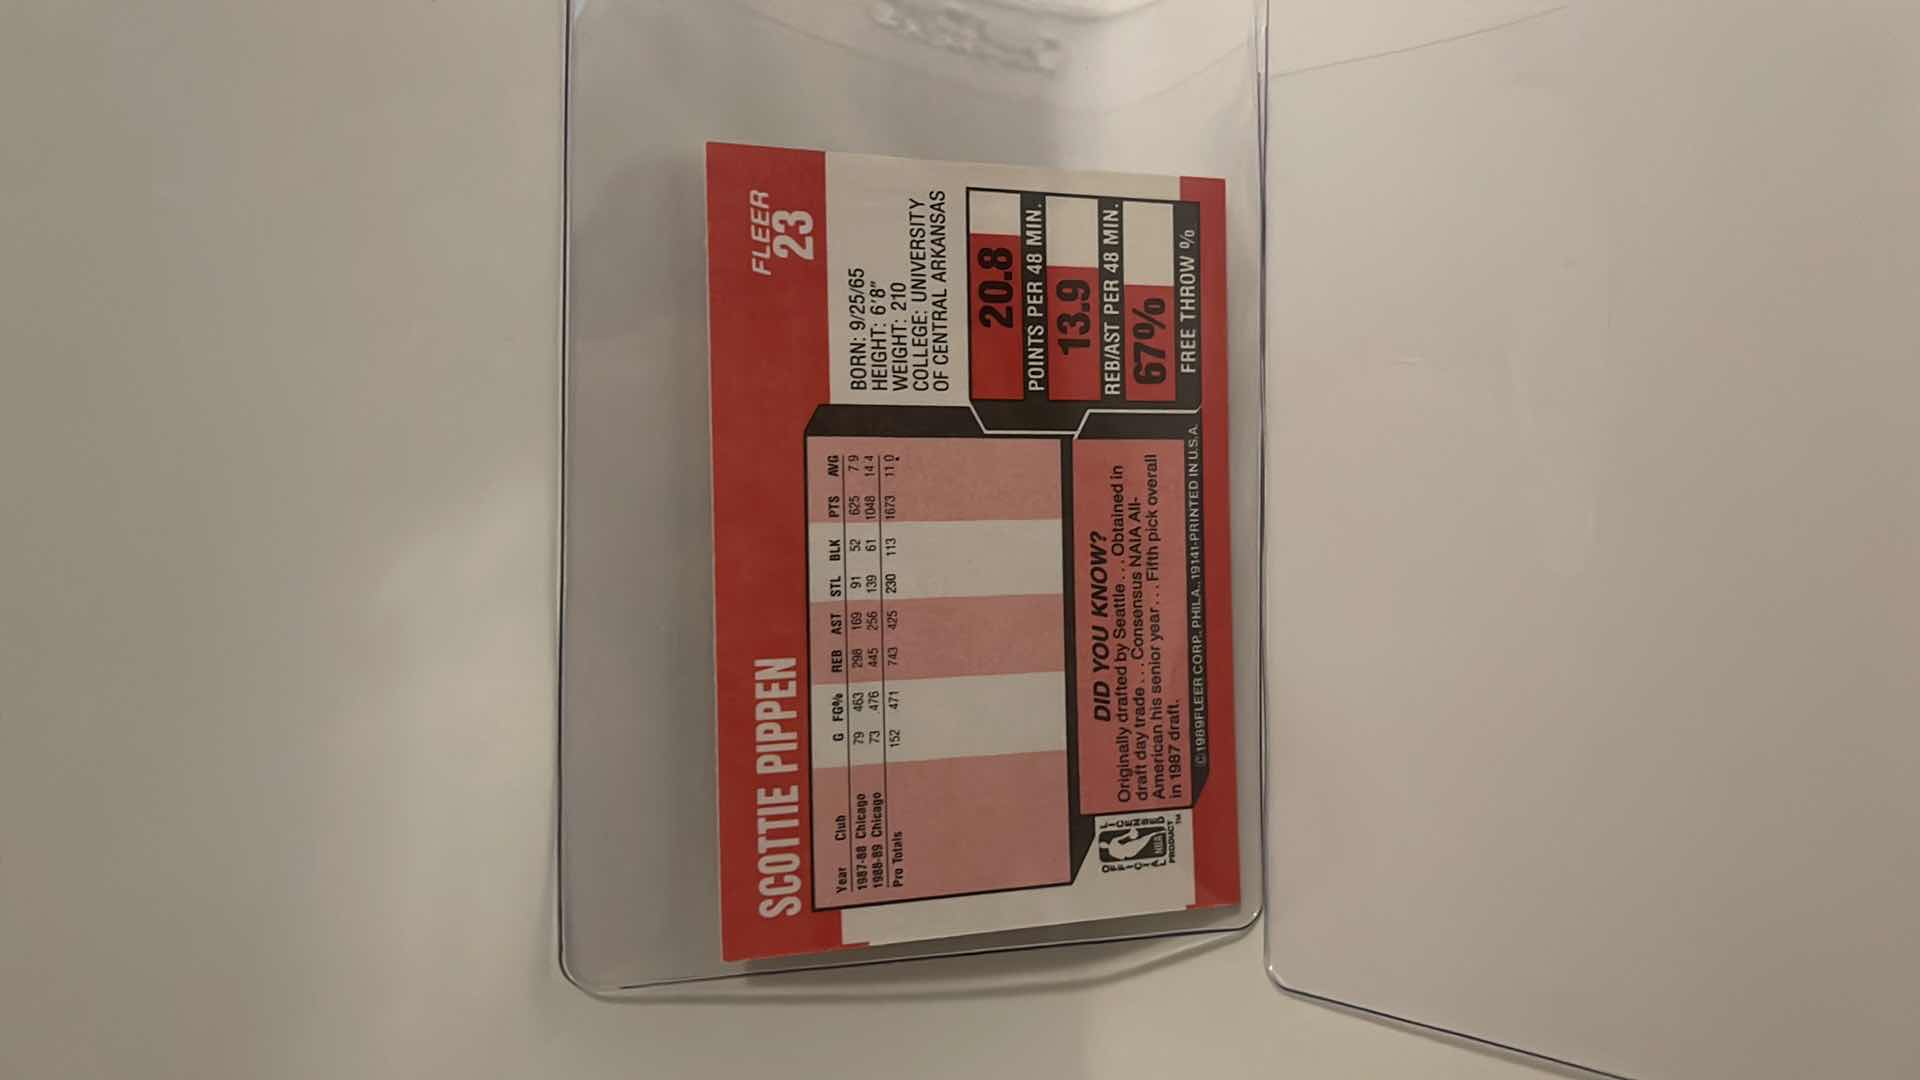 SCOTTIE PIPPEN
FLEER
23
BORN: 9/25/65
HEIGHT: 6'8"
WEIGHT: 210
COLLEGE: UNIVERSITY
OF CENTRAL ARKANSAS
Year Club G FG% REB AST STL BLK PTS AVG
1987-88 Chicago 79 .463 298 169 91 52 625 7.9
1988-89 Chicago 73 .476 445 256 139 61 1048 14.4
Pro Totals 152 .471 743 425 230 113 1673 11.0
20.8
POINTS PER 48 MIN.
13.9
REB/AST PER 48 MIN.
67%
FREE THROW %
DID YOU KNOW?
Originally drafted by Seattle...Obtained in
draft day trade...Consensus NAIA All-
American his senior year...Fifth pick overall
in 1987 draft.
OFFICIAL LICENSED
NBA
PRODUCT™
©1989 FLEER CORP., PHILA., 19141-PRINTED IN U.S.A.